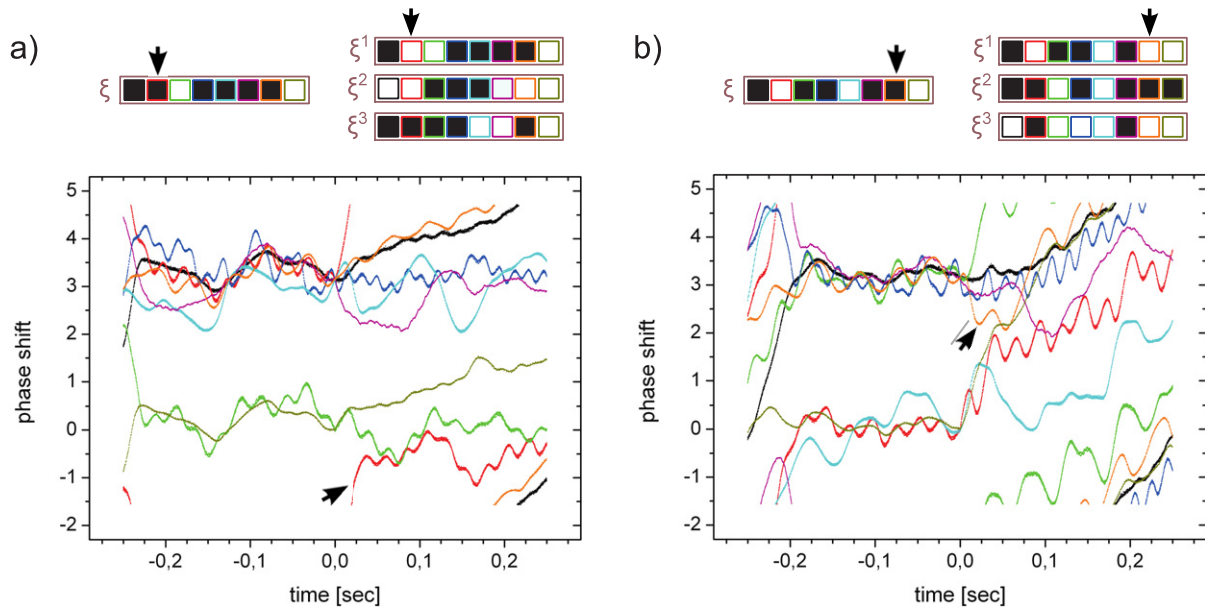 a)
ξ
ξ1
ξ2
ξ3
5
4
3
2
1
0
-1
-2
phase shift
-0,2 -0,1 0,0 0,1 0,2
time [sec]
b)
ξ
ξ1
ξ2
ξ3
5
4
3
2
1
0
-1
-2
phase shift
-0,2 -0,1 0,0 0,1 0,2
time [sec]